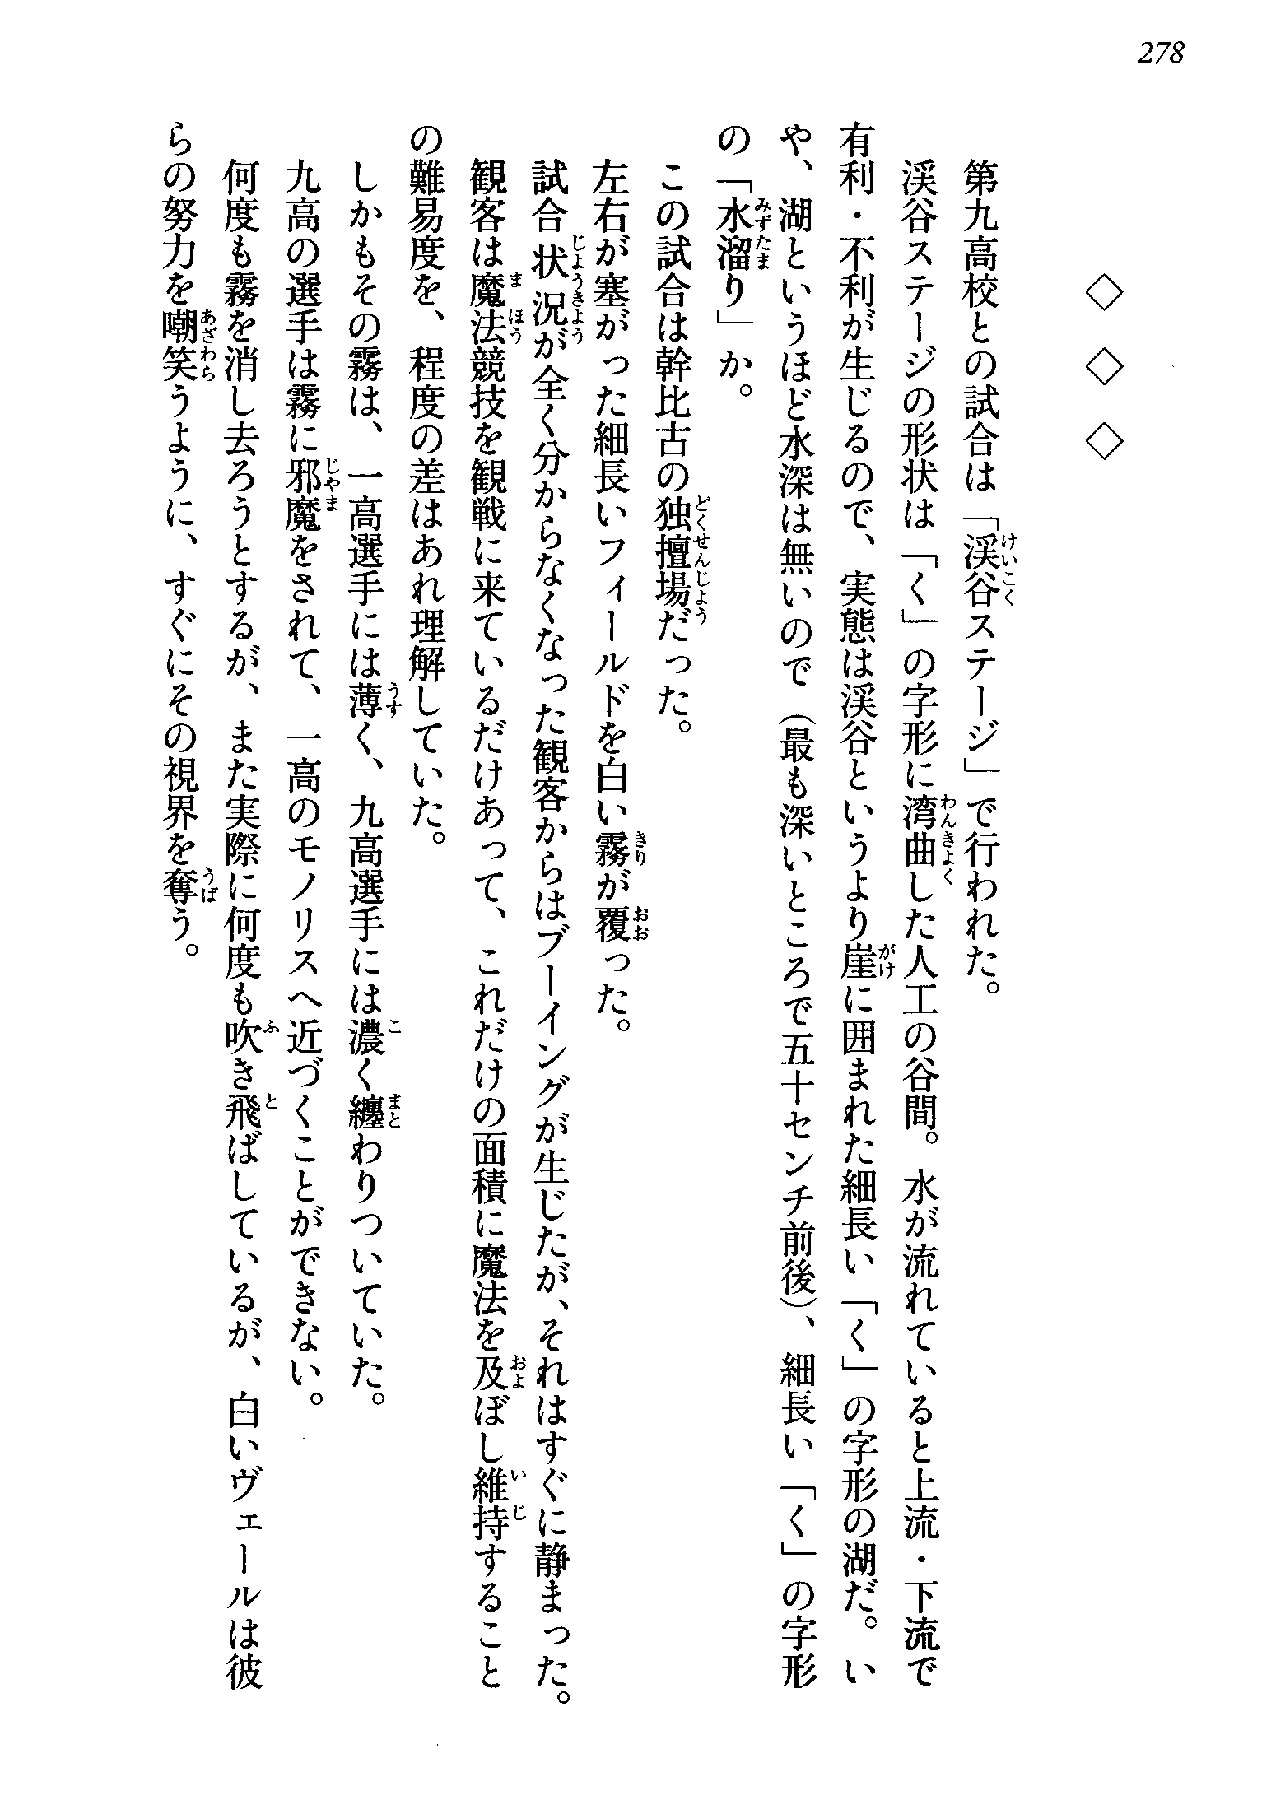 278
◇ ◇ ◇
第九高校との試合は「渓谷ステージ」で行われた。
渓谷ステージの形状は「く」の字形に湾曲した人工の谷間。水が流れていると上流・下流で
有利・不利が生じるので、実態は渓谷というより崖に囲まれた細長い「く」の字形の湖だ。い
や、湖というほど水深は無いので（最も深いところで五十センチ前後）、細長い「く」の字形
の「水溜り」か。
この試合は幹比古の独擅場だった。
左右が塞がった細長いフィールドを白い霧が覆った。
試合状況が全く分からなくなった観客からはブーイングが生じたが、それはすぐに静まった。
観客は魔法競技を観戦に来ているだけあって、これだけの面積に魔法を及ぼし維持すること
の難易度を、程度の差はあれ理解していた。
しかもその霧は、一高選手には薄く、九高選手には濃く纏わりついていた。
九高の選手は霧に邪魔をされて、一高のモノリスへ近づくことができない。
何度も霧を消し去ろうとするが、また実際に何度も吹き飛ばしているが、白いヴェールは彼
らの努力を嘲笑うように、すぐにその視界を奪う。